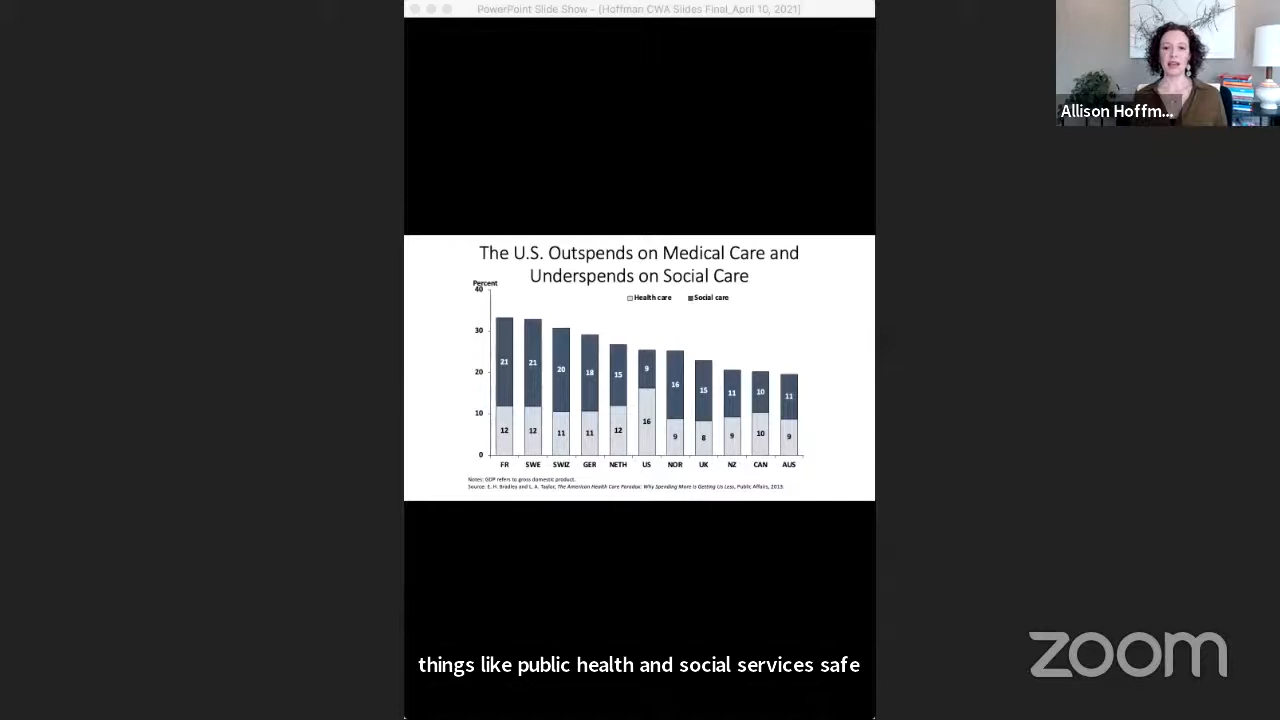 PowerPoint Slide Show - [Hoffman CWA Slides Final_April 10, 2021]
Allison Hoffm...
The U.S. Outspends on Medical Care and
Underspends on Social Care
Percent
40
Health care Social care
30
20
10
0
21 21 20 18 15 9 16 15 11 10 11
12 12 11 11 12 16 9 8 9 10 9
FR SWE SWIZ GER NETH US NOR UK NZ CAN AUS
Notes: GDP refers to gross domestic product.
Source: E. H. Bradley and L. A. Taylor, The American Health Care Paradox: Why Spending More Is Getting Us Less, Public Affairs, 2013.
things like public health and social services safe
zoom